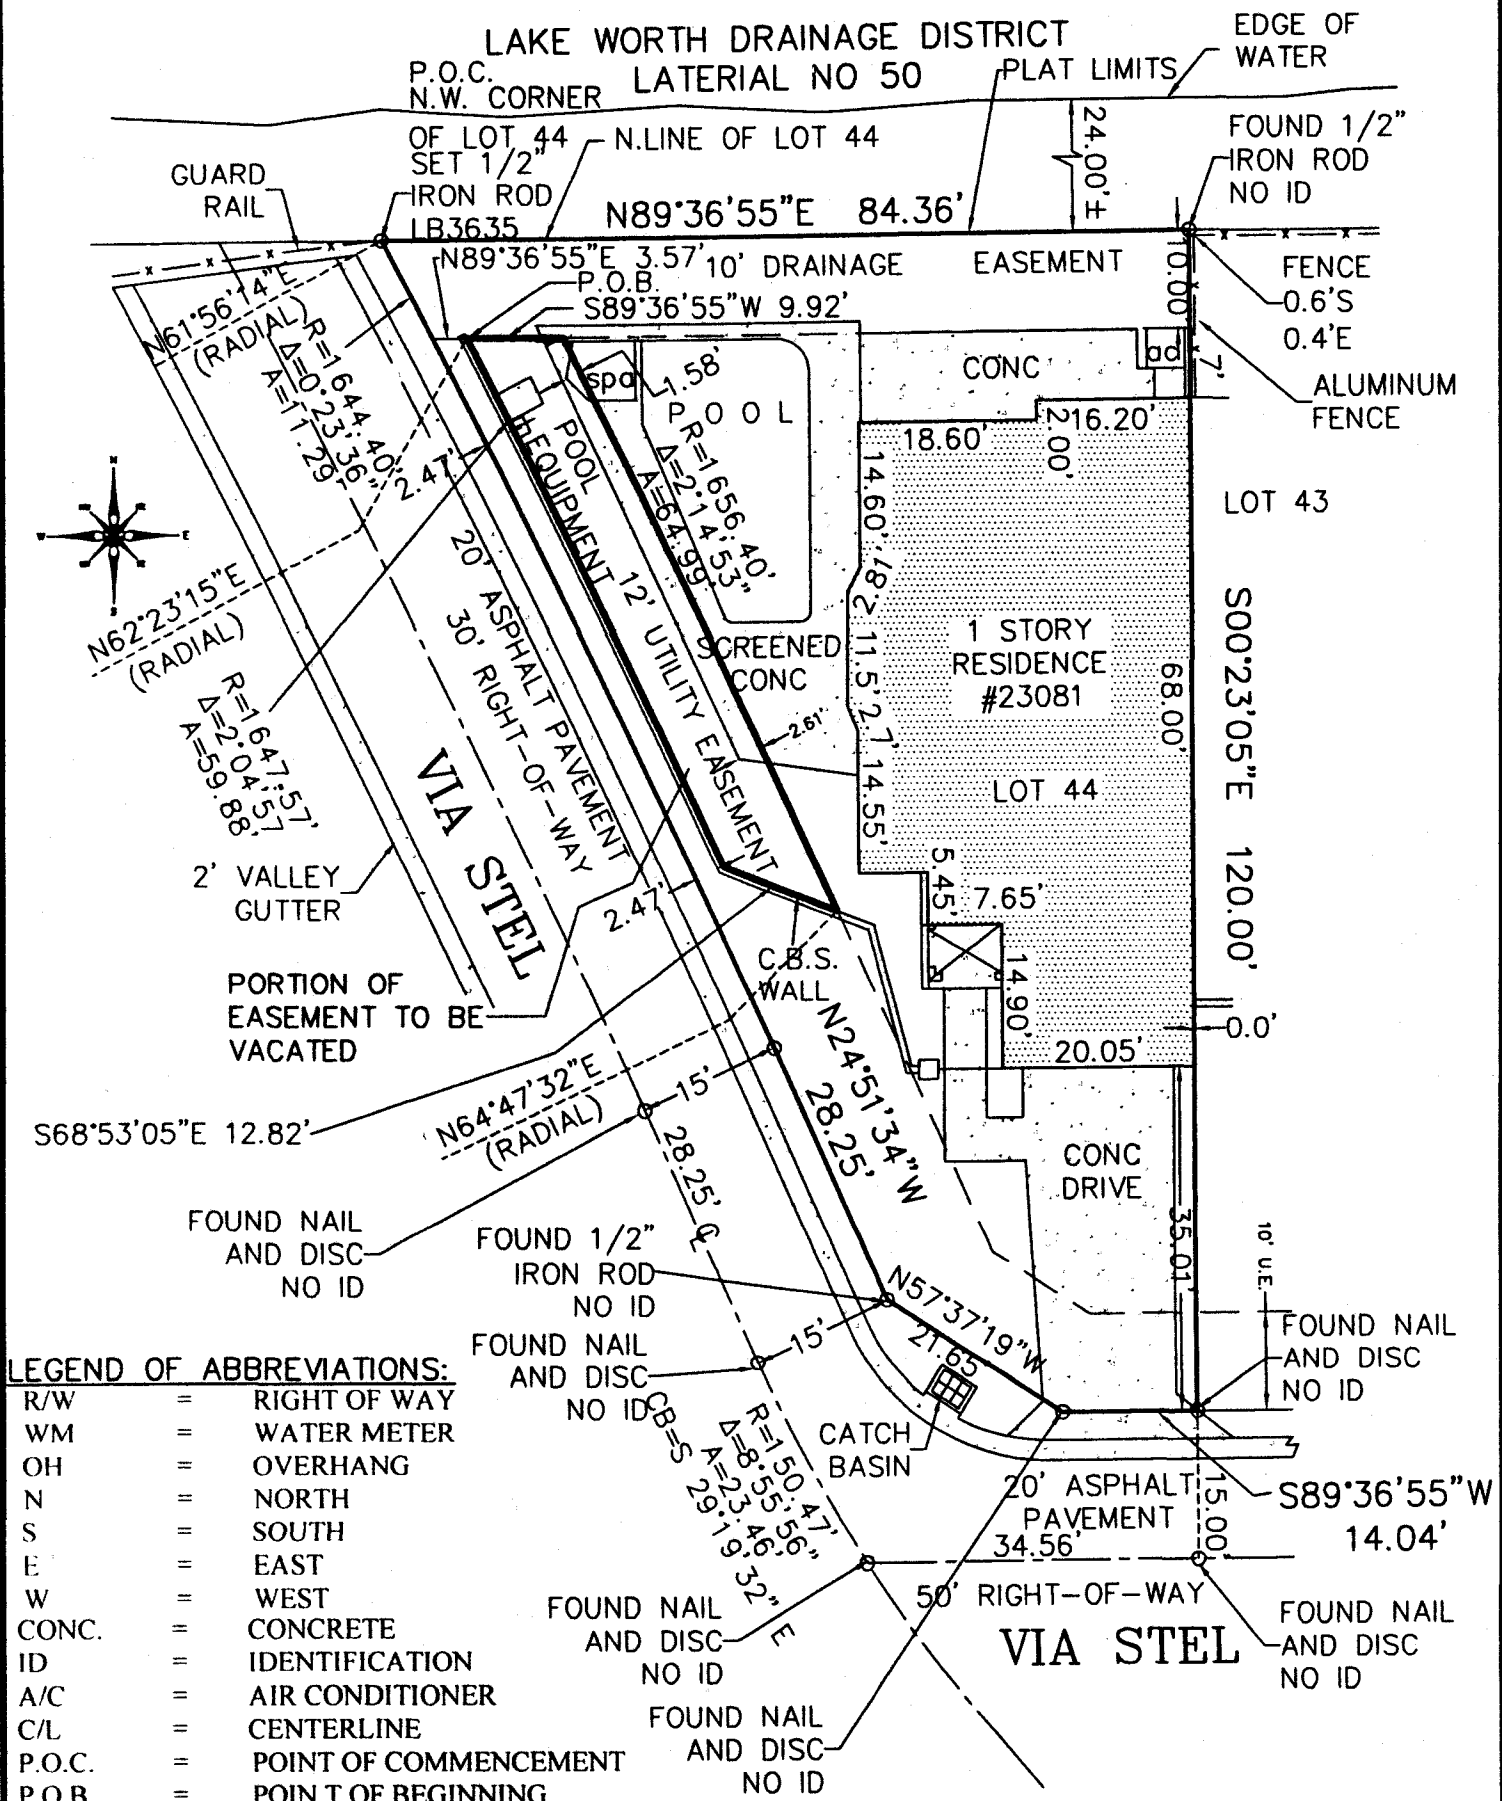 LAKE WORTH DRAINAGE DISTRICT
LATERIAL NO 50
EDGE OF
WATER
PLAT LIMITS
P.O.C.
N.W. CORNER
OF LOT 44
SET 1/2"
IRON ROD
LB3635
N.LINE OF LOT 44
24.00'±
FOUND 1/2"
IRON ROD
NO ID
GUARD
RAIL
N89°36'55"E 84.36'
N89°36'55"E 3.57'
10' DRAINAGE EASEMENT
10.00'
P.O.B.
S89°36'55"W 9.92'
FENCE
0.6'S
0.4'E
N61°56'14"E
(RADIAL)
R=1644.40'
Δ=0°23'36"
A=11.29'
spa
1.58'
POOL
CONC
ad
7'
ALUMINUM
FENCE
18.60'
2.00'
16.20'
2.47'
POOL
EQUIPMENT
R=1656.40'
Δ=2°14'53"
A=64.99'
14.60'
LOT 43
N62°23'15"E
(RADIAL)
20' ASPHALT PAVEMENT
30' RIGHT-OF-WAY
12' UTILITY EASEMENT
2.81'
11.5'
2.7'
14.55'
SCREENED
CONC
1 STORY
RESIDENCE
#23081
68.00'
S00°23'05"E 120.00'
R=1647.57'
Δ=2°04'57
A=59.88'
VIA STEL
2.61'
LOT 44
2' VALLEY
GUTTER
2.47'
5.45'
7.65'
C.B.S.
WALL
14.90'
PORTION OF
EASEMENT TO BE
VACATED
0.0'
20.05'
N24°51'34"W
28.25'
N64°47'32"E
(RADIAL)
15'
S68°53'05"E 12.82'
28.25'
CONC
DRIVE
35.01'
10' U.E.
FOUND NAIL
AND DISC
NO ID
FOUND 1/2"
IRON ROD
NO ID
N57°37'19"W
21.65'
15'
FOUND NAIL
AND DISC
NO ID
FOUND NAIL
AND DISC
NO ID
R=150.47'
Δ=8°55'56"
A=23.46'
CB=S 29°19'32" E
CATCH
BASIN
20' ASPHALT
PAVEMENT
15.00'
S89°36'55"W
14.04'
34.56'
50' RIGHT-OF-WAY
VIA STEL
FOUND NAIL
AND DISC
NO ID
FOUND NAIL
AND DISC
NO ID
FOUND NAIL
AND DISC
NO ID
LEGEND OF ABBREVIATIONS:
R/W = RIGHT OF WAY
WM = WATER METER
OH = OVERHANG
N = NORTH
S = SOUTH
E = EAST
W = WEST
CONC. = CONCRETE
ID = IDENTIFICATION
A/C = AIR CONDITIONER
C/L = CENTERLINE
P.O.C. = POINT OF COMMENCEMENT
P.O.B. = POIN T OF BEGINNING